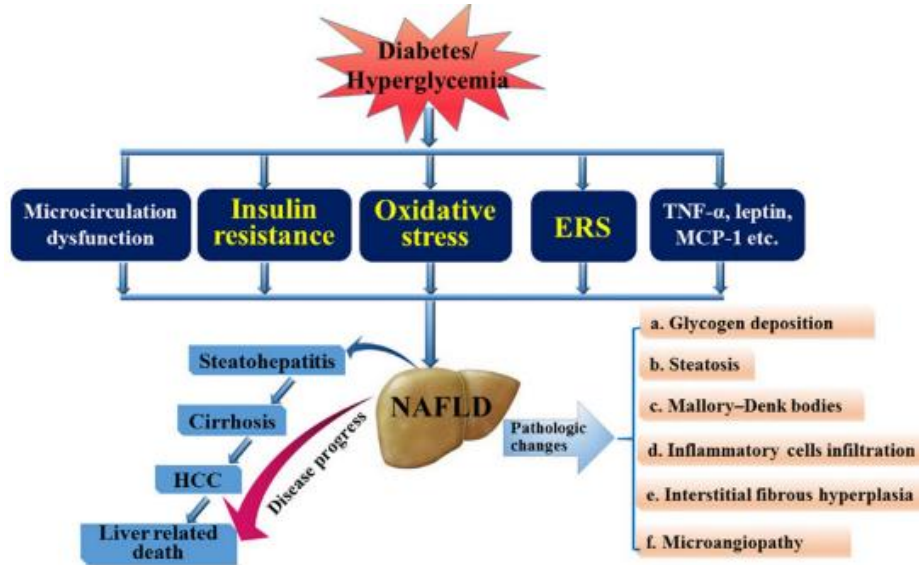 Diabetes/
Hyperglycemia
Microcirculation
dysfunction
Insulin
resistance
Oxidative
stress
ERS
TNF-α, leptin,
MCP-1 etc.
Steatohepatitis
Cirrhosis
HCC
Liver related
death
Disease progress
NAFLD
Pathologic
changes
a. Glycogen deposition
b. Steatosis
c. Mallory–Denk bodies
d. Inflammatory cells infiltration
e. Interstitial fibrous hyperplasia
f. Microangiopathy